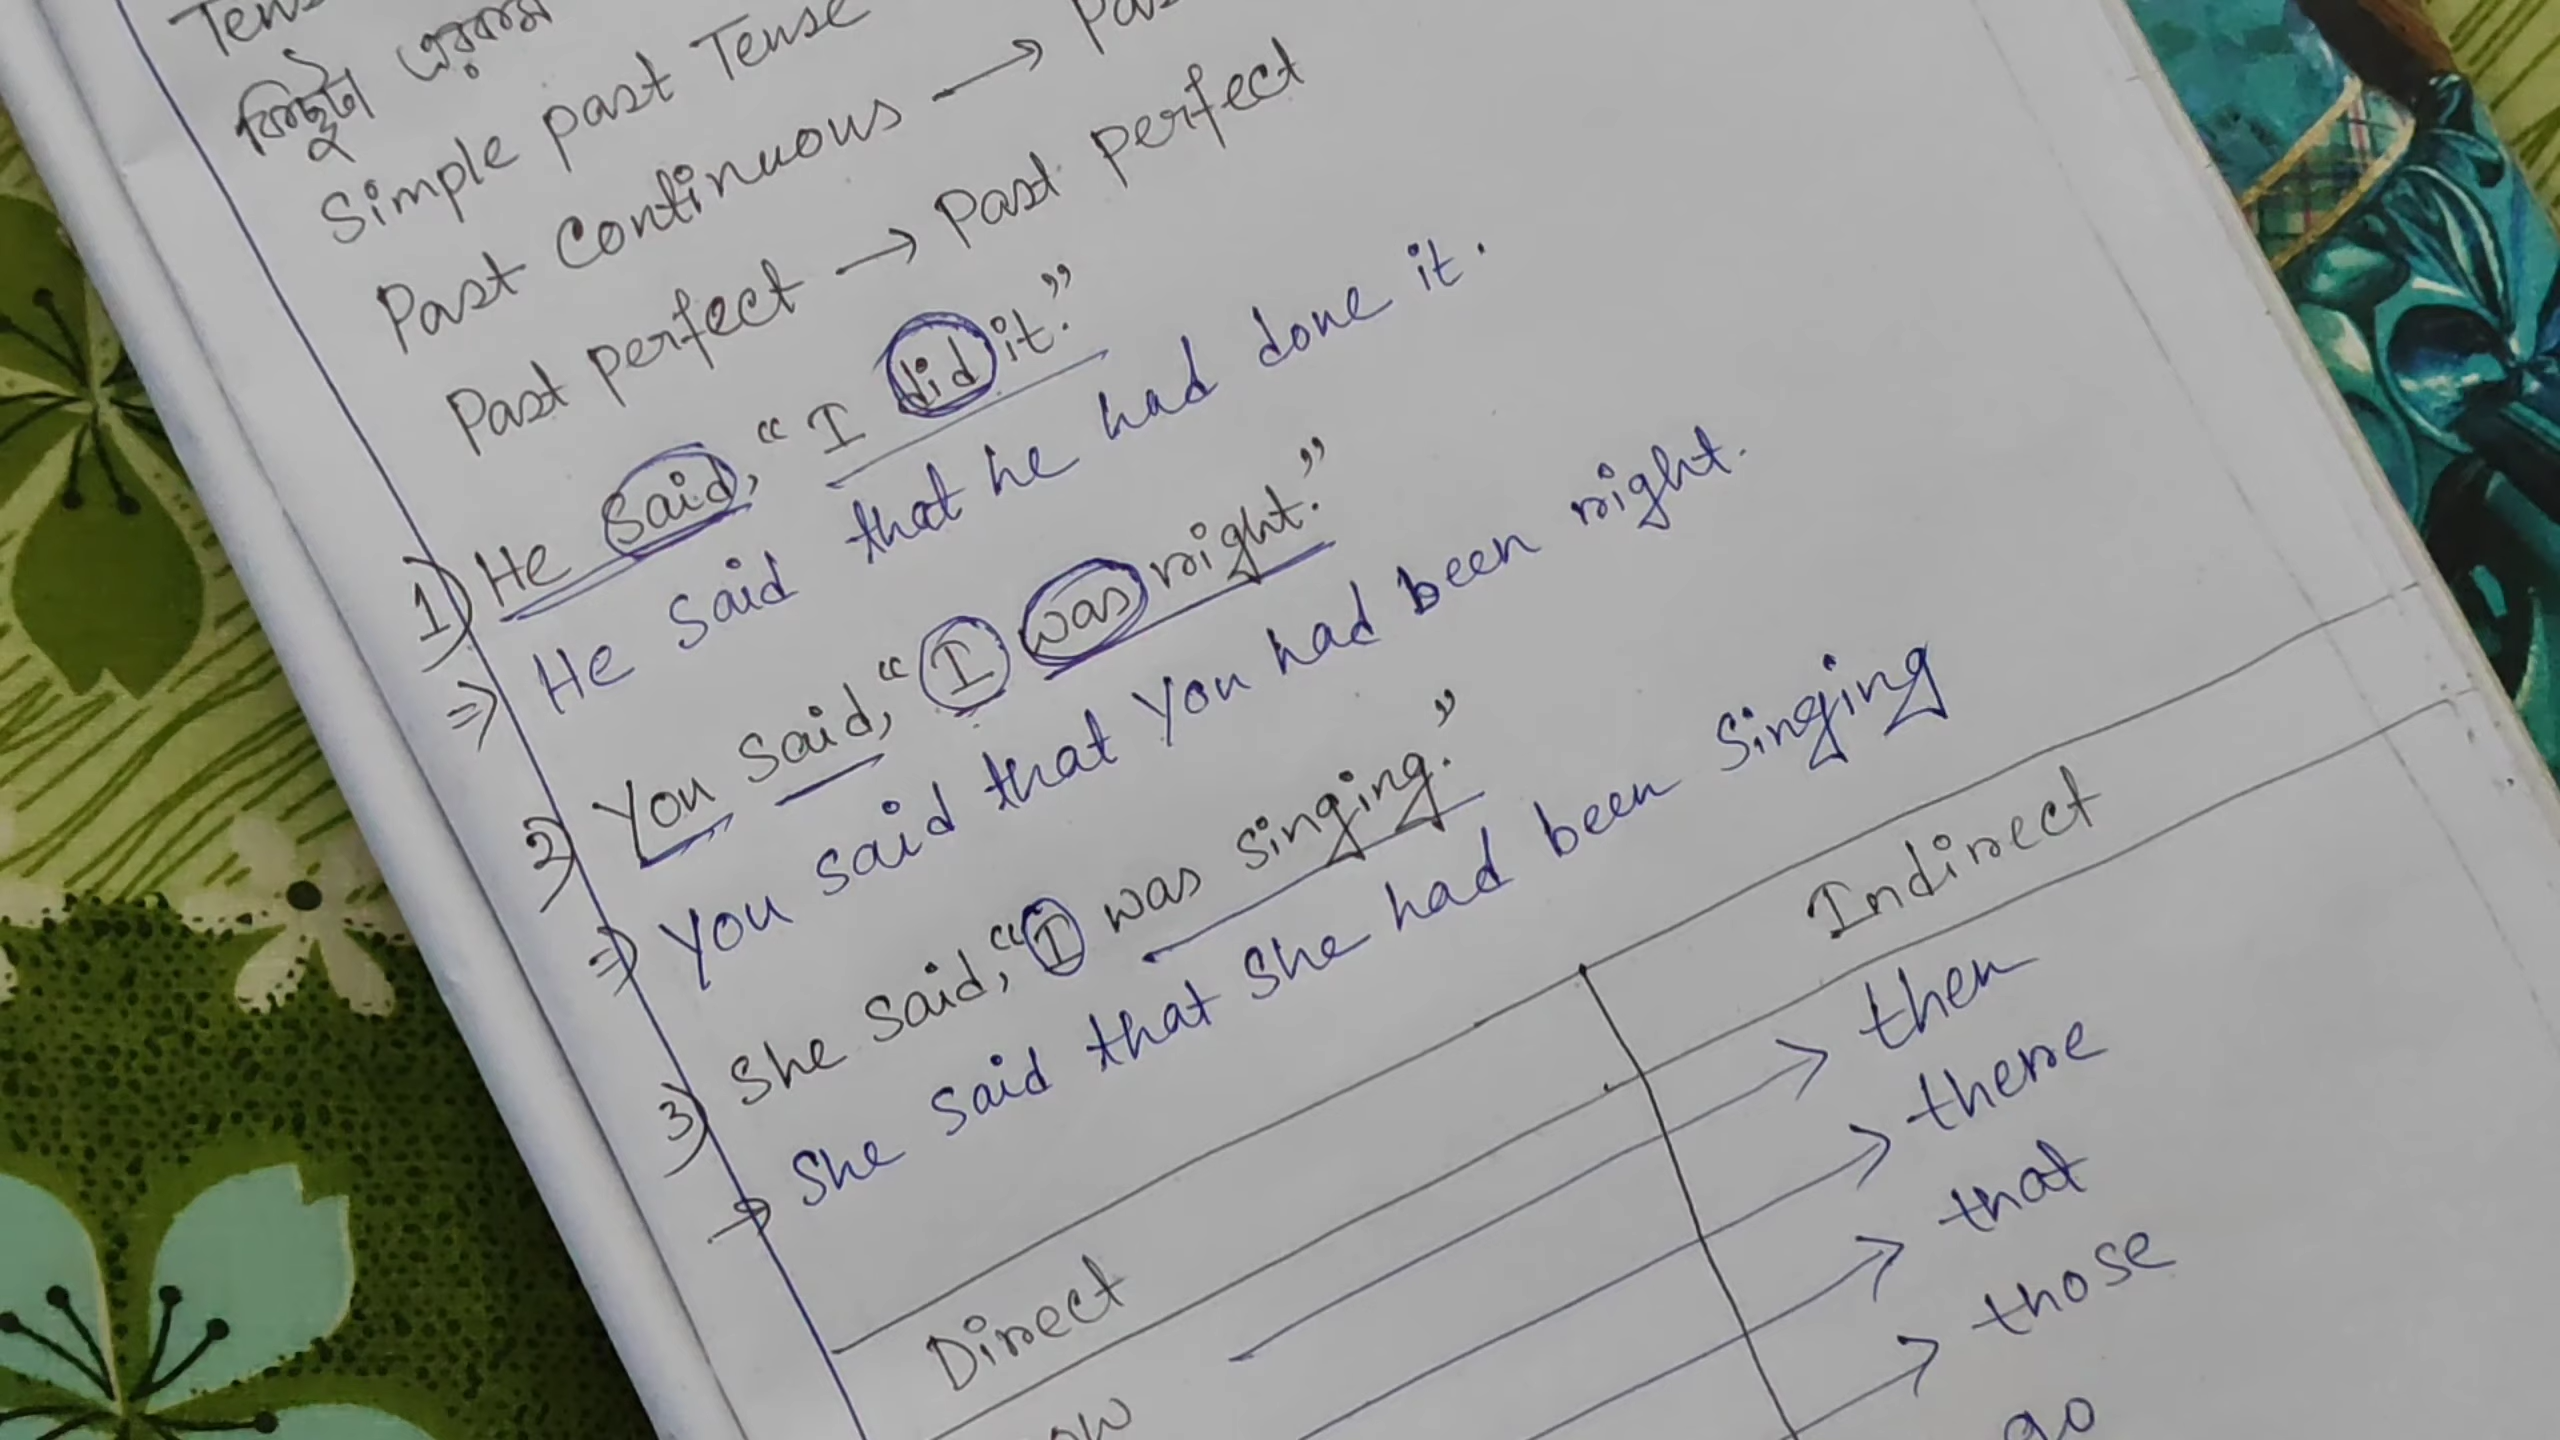 কিছুটা এরকম
Simple past Tense
Past Continuous →
Past perfect → Past perfect
1) He said, “I did it.”
⇒ He said that he had done it.
2) You said, “I was right.”
⇒ You said that you had been right.
3) She said, “I was singing.”
→ She said that she had been singing
Direct Indirect
→ then
→ there
→ that
→ those